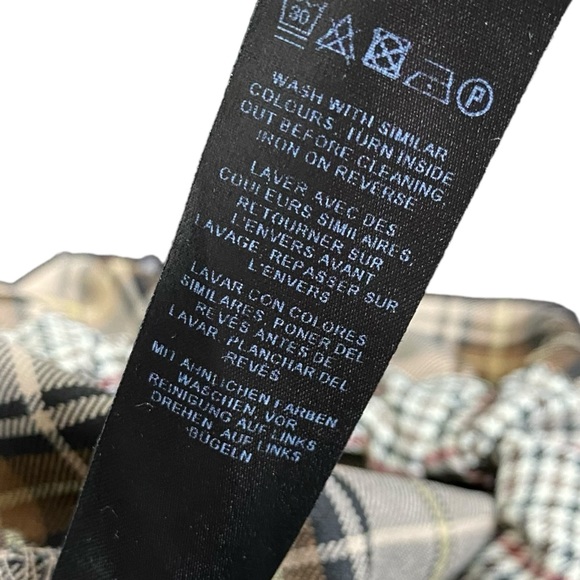 30
P
WASH WITH SIMILAR
COLOURS, TURN INSIDE
OUT BEFORE CLEANING
IRON ON REVERSE
LAVER AVEC DES
COULEURS SIMILAIRES,
RETOURNER SUR
L'ENVERS AVANT
LAVAGE, REPASSER SUR
L'ENVERS
LAVAR CON COLORES
SIMILARES, PONER DEL
REVÉS ANTES DE
LAVAR, PLANCHAR DEL
REVÉS
MIT ÄHNLICHEN FARBEN
WASCHEN, VOR
REINIGUNG AUF LINKS
DREHEN, AUF LINKS
BÜGELN